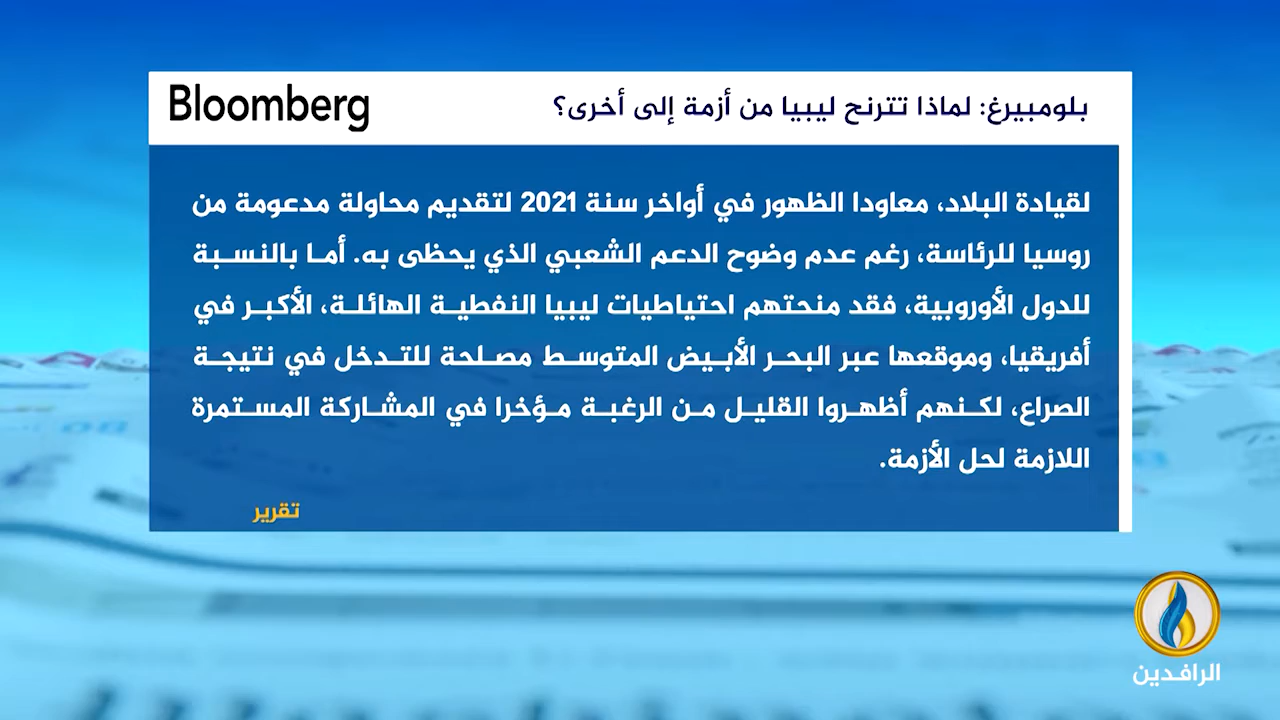 Bloomberg
بلومبيرغ: لماذا تترنح ليبيا من أزمة إلى أخرى؟
لقيادة البلاد، معاودا الظهور في أواخر سنة 2021 لتقديم محاولة مدعومة من
روسيا للرئاسة، رغم عدم وضوح الدعم الشعبي الذي يحظى به. أما بالنسبة
للدول الأوروبية، فقد منحتهم احتياطيات ليبيا النفطية الهائلة، الأكبر في
أفريقيا، وموقعها عبر البحر الأبيض المتوسط مصلحة للتدخل في نتيجة
الصراع، لكنهم أظهروا القليل من الرغبة مؤخرا في المشاركة المستمرة
اللازمة لحل الأزمة.
تقرير
الرافدين